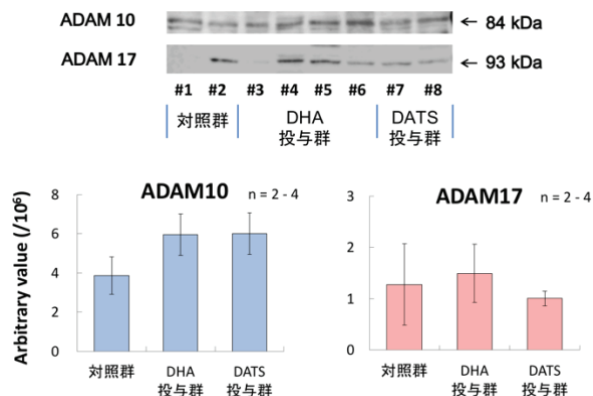 ADAM 10
← 84 kDa
ADAM 17
← 93 kDa
#1 #2 #3 #4 #5 #6 #7 #8
対照群
DHA
投与群
DATS
投与群
Arbitrary value (/10⁶)
ADAM10
n = 2 - 4
8
6
4
2
0
対照群
DHA
投与群
DATS
投与群
ADAM17
n = 2 - 4
3
2
1
0
対照群
DHA
投与群
DATS
投与群